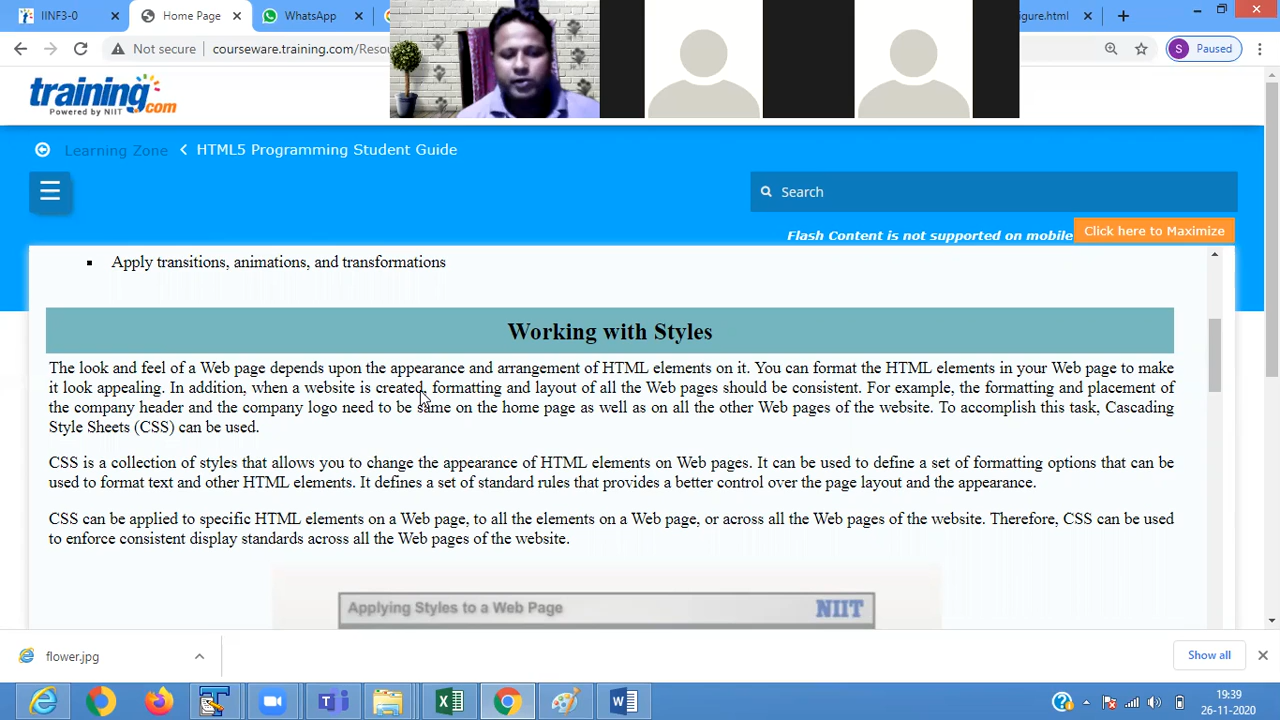 IINF3-0
Home Page
WhatsApp
igure.html
Not secure
courseware.training.com/Resou
S
Paused
training.com
Powered by NIIT
Learning Zone
HTML5 Programming Student Guide
Search
Flash Content is not supported on mobile
Click here to Maximize
Apply transitions, animations, and transformations
Working with Styles
The look and feel of a Web page depends upon the appearance and arrangement of HTML elements on it. You can format the HTML elements in your Web page to make
it look appealing. In addition, when a website is created, formatting and layout of all the Web pages should be consistent. For example, the formatting and placement of
the company header and the company logo need to be same on the home page as well as on all the other Web pages of the website. To accomplish this task, Cascading
Style Sheets (CSS) can be used.
CSS is a collection of styles that allows you to change the appearance of HTML elements on Web pages. It can be used to define a set of formatting options that can be
used to format text and other HTML elements. It defines a set of standard rules that provides a better control over the page layout and the appearance.
CSS can be applied to specific HTML elements on a Web page, to all the elements on a Web page, or across all the Web pages of the website. Therefore, CSS can be used
to enforce consistent display standards across all the Web pages of the website.
Applying Styles to a Web Page
NIIT
flower.jpg
Show all
19:39
26-11-2020